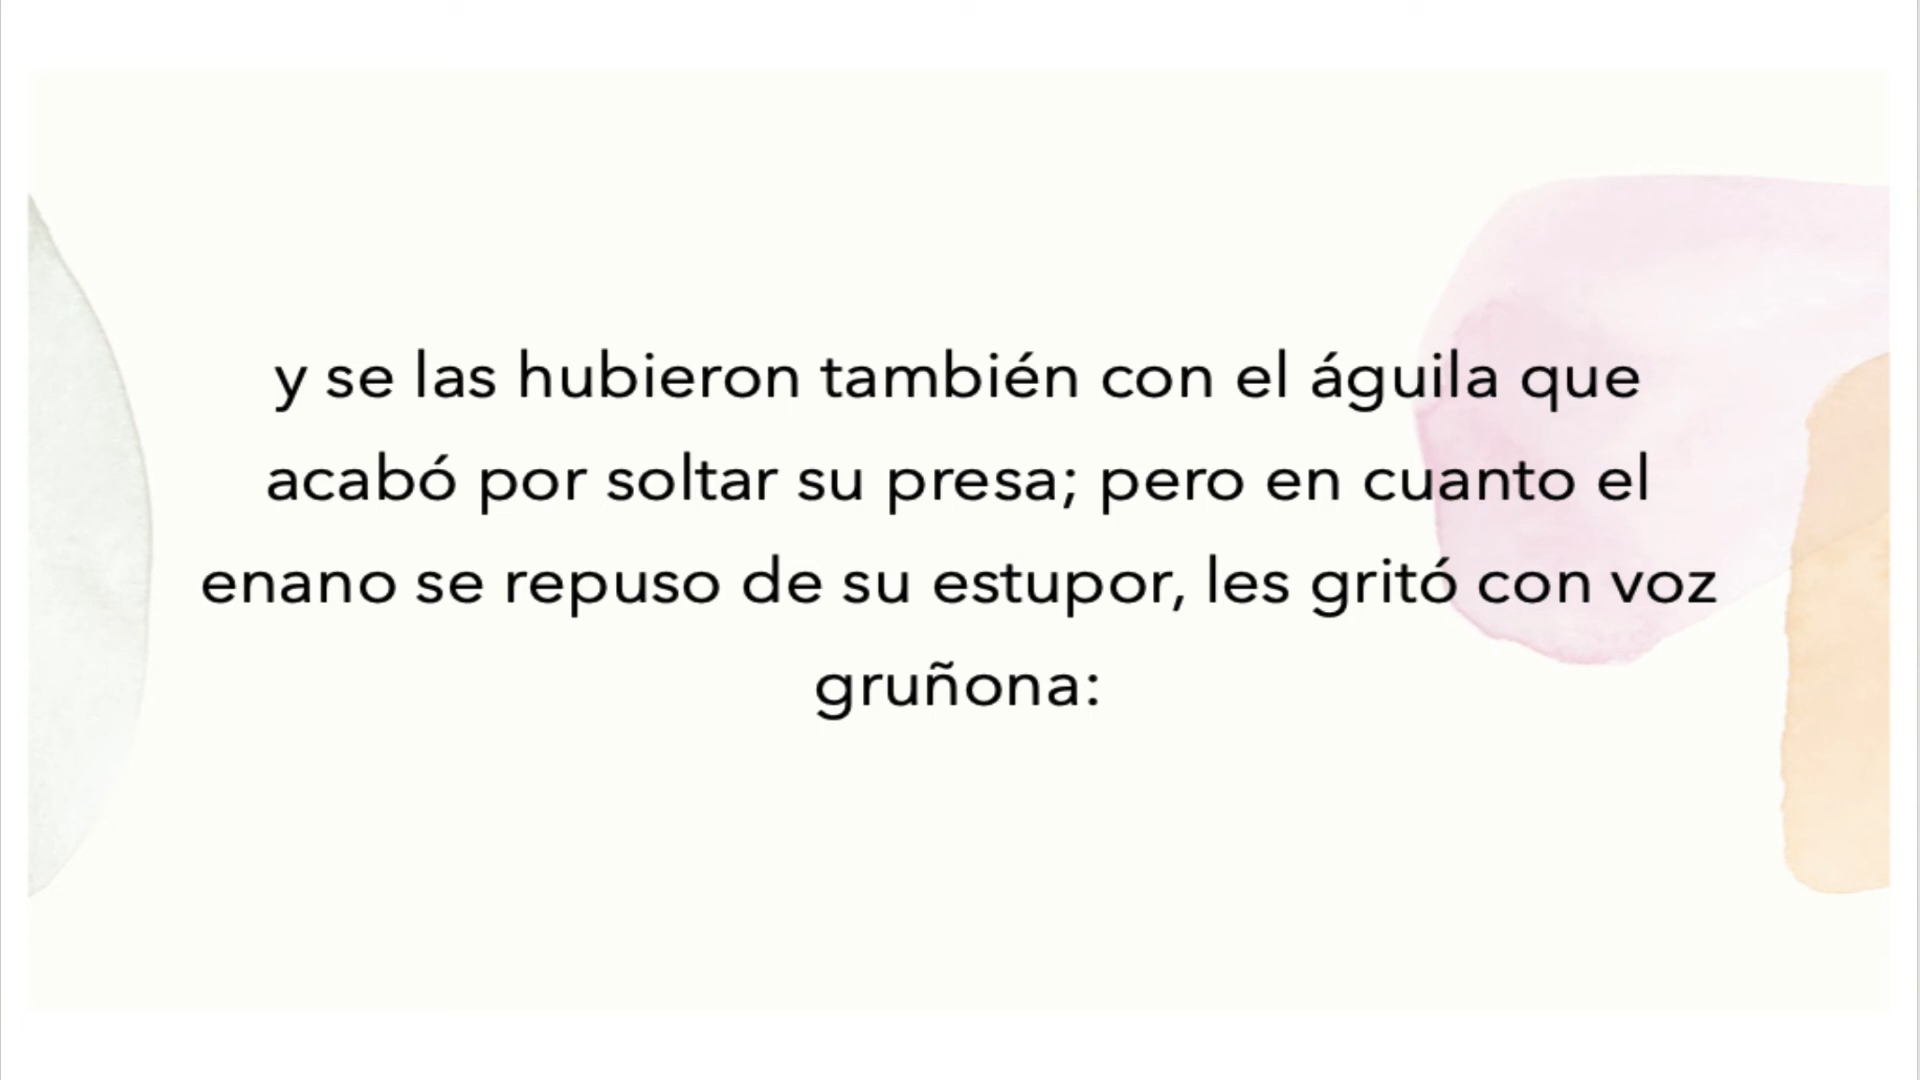 y se las hubieron también con el águila que
acabó por soltar su presa; pero en cuanto el
enano se repuso de su estupor, les gritó con voz
gruñona: